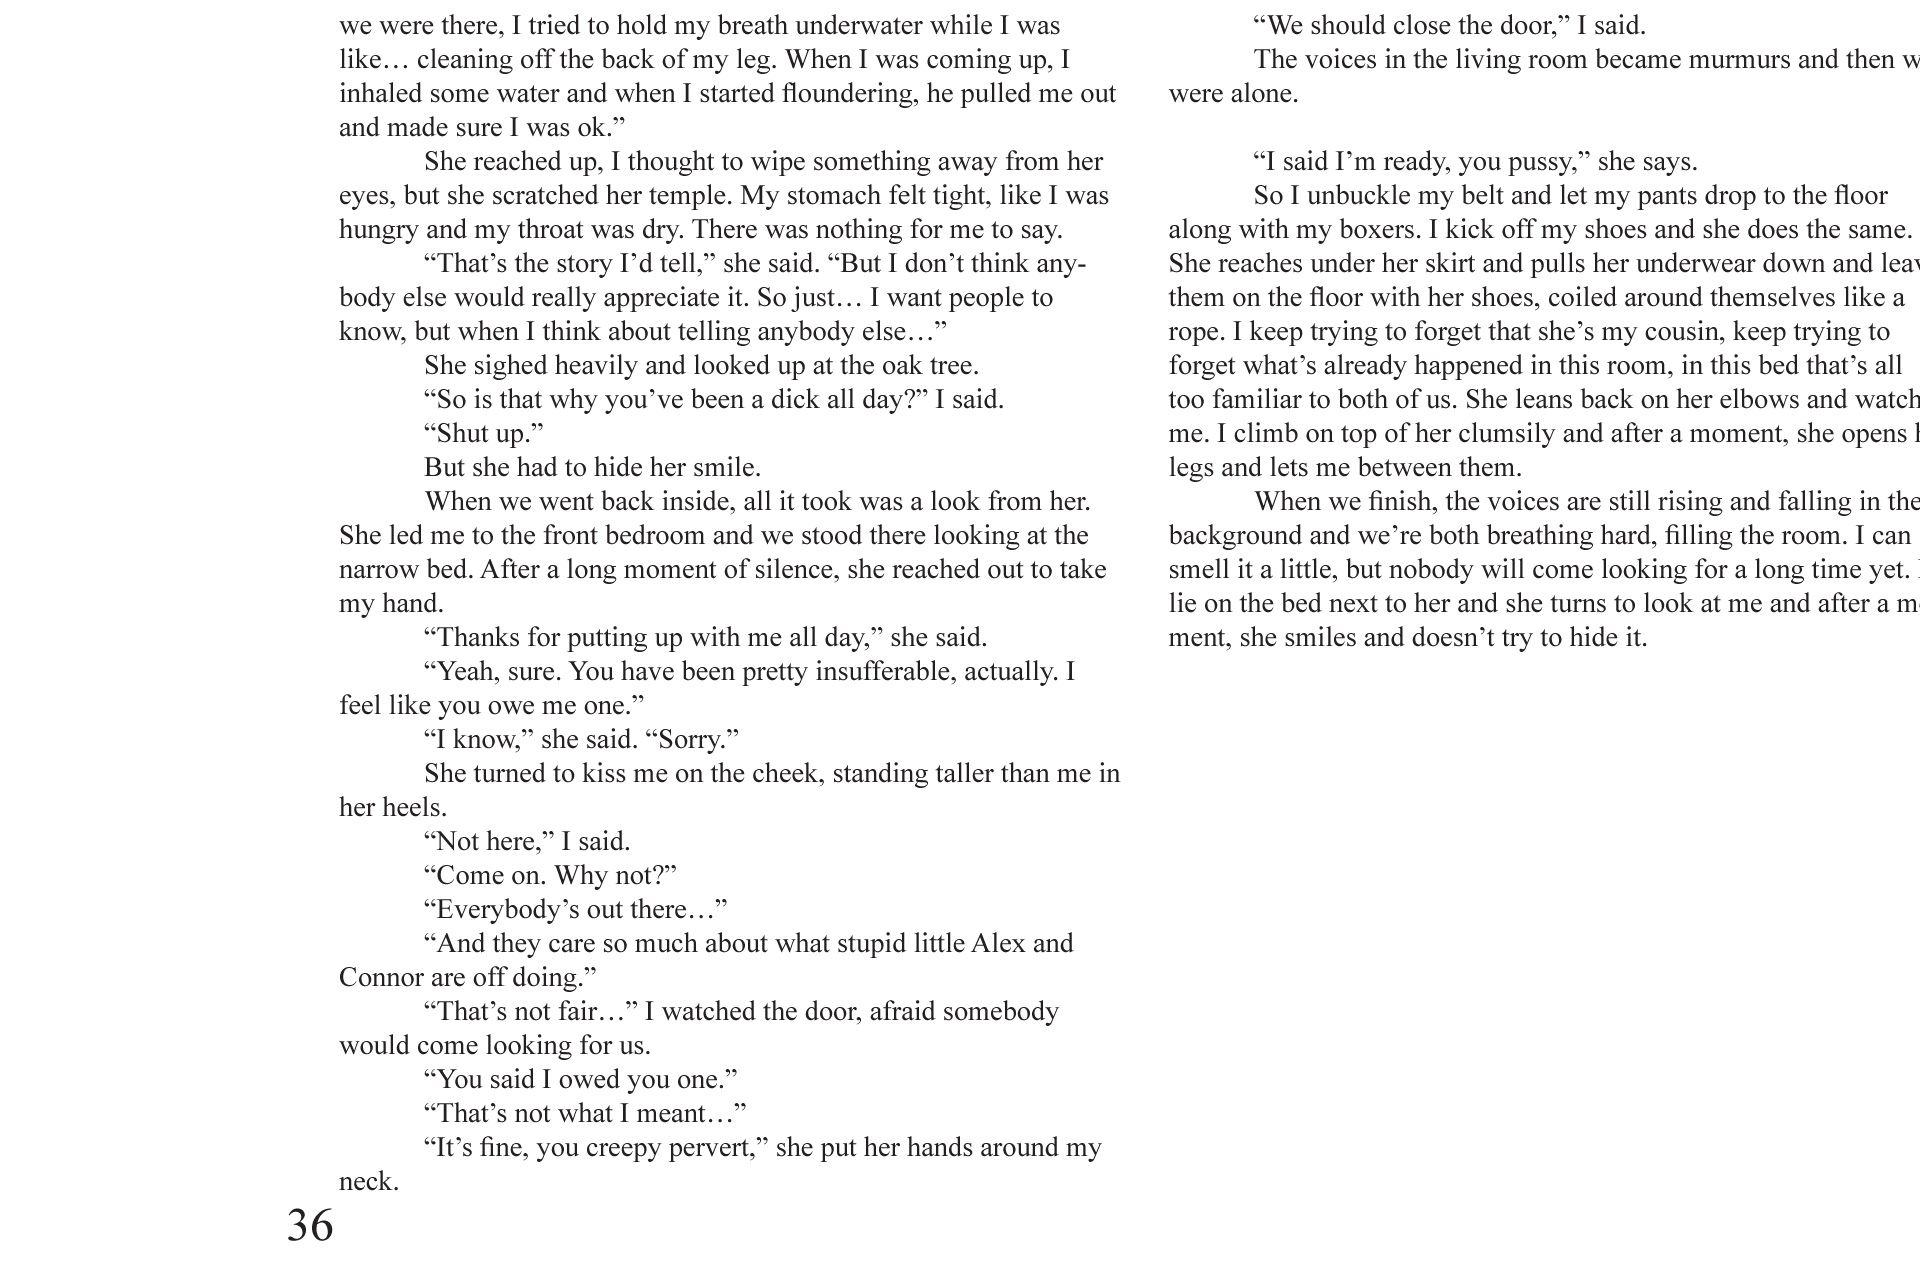 we were there, I tried to hold my breath underwater while I was
like… cleaning off the back of my leg. When I was coming up, I
inhaled some water and when I started floundering, he pulled me out
and made sure I was ok.”
She reached up, I thought to wipe something away from her
eyes, but she scratched her temple. My stomach felt tight, like I was
hungry and my throat was dry. There was nothing for me to say.
“That’s the story I’d tell,” she said. “But I don’t think any-
body else would really appreciate it. So just… I want people to
know, but when I think about telling anybody else…”
She sighed heavily and looked up at the oak tree.
“So is that why you’ve been a dick all day?” I said.
“Shut up.”
But she had to hide her smile.
When we went back inside, all it took was a look from her.
She led me to the front bedroom and we stood there looking at the
narrow bed. After a long moment of silence, she reached out to take
my hand.
“Thanks for putting up with me all day,” she said.
“Yeah, sure. You have been pretty insufferable, actually. I
feel like you owe me one.”
“I know,” she said. “Sorry.”
She turned to kiss me on the cheek, standing taller than me in
her heels.
“Not here,” I said.
“Come on. Why not?”
“Everybody’s out there…”
“And they care so much about what stupid little Alex and
Connor are off doing.”
“That’s not fair…” I watched the door, afraid somebody
would come looking for us.
“You said I owed you one.”
“That’s not what I meant…”
“It’s fine, you creepy pervert,” she put her hands around my
neck.
36
“We should close the door,” I said.
The voices in the living room became murmurs and then w
were alone.
“I said I’m ready, you pussy,” she says.
So I unbuckle my belt and let my pants drop to the floor
along with my boxers. I kick off my shoes and she does the same.
She reaches under her skirt and pulls her underwear down and leav
them on the floor with her shoes, coiled around themselves like a
rope. I keep trying to forget that she’s my cousin, keep trying to
forget what’s already happened in this room, in this bed that’s all
too familiar to both of us. She leans back on her elbows and watch
me. I climb on top of her clumsily and after a moment, she opens
legs and lets me between them.
When we finish, the voices are still rising and falling in the
background and we’re both breathing hard, filling the room. I can
smell it a little, but nobody will come looking for a long time yet.
lie on the bed next to her and she turns to look at me and after a m
ment, she smiles and doesn’t try to hide it.